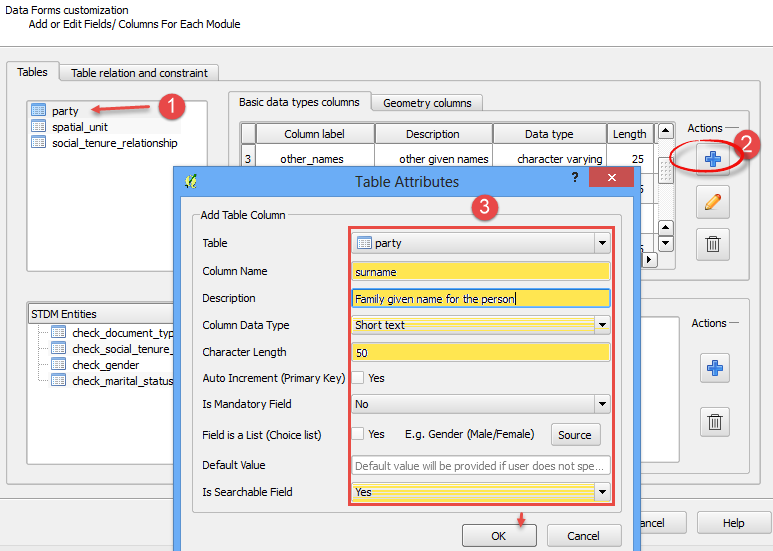 Data Forms customization
Add or Edit Fields/ Columns For Each Module
Tables
Table relation and constraint
party
1
spatial_unit
social_tenure_relationship
Basic data types columns
Geometry columns
Column label Description Data type Length
3 other_names other given names character varying 25
Actions
2
Table Attributes
?
3
Add Table Column
Table party
Column Name surname
Description Family given name for the person
Column Data Type Short text
Character Length 50
Auto Increment (Primary Key) Yes
Is Mandatory Field No
Field is a List (Choice list) Yes E.g. Gender (Male/Female) Source
Default Value Default value will be provided if user does not spe...
Is Searchable Field Yes
OK Cancel
STDM Entities
check_document_typ
check_social_tenure_
check_gender
check_marital_status
Actions
ancel
Help